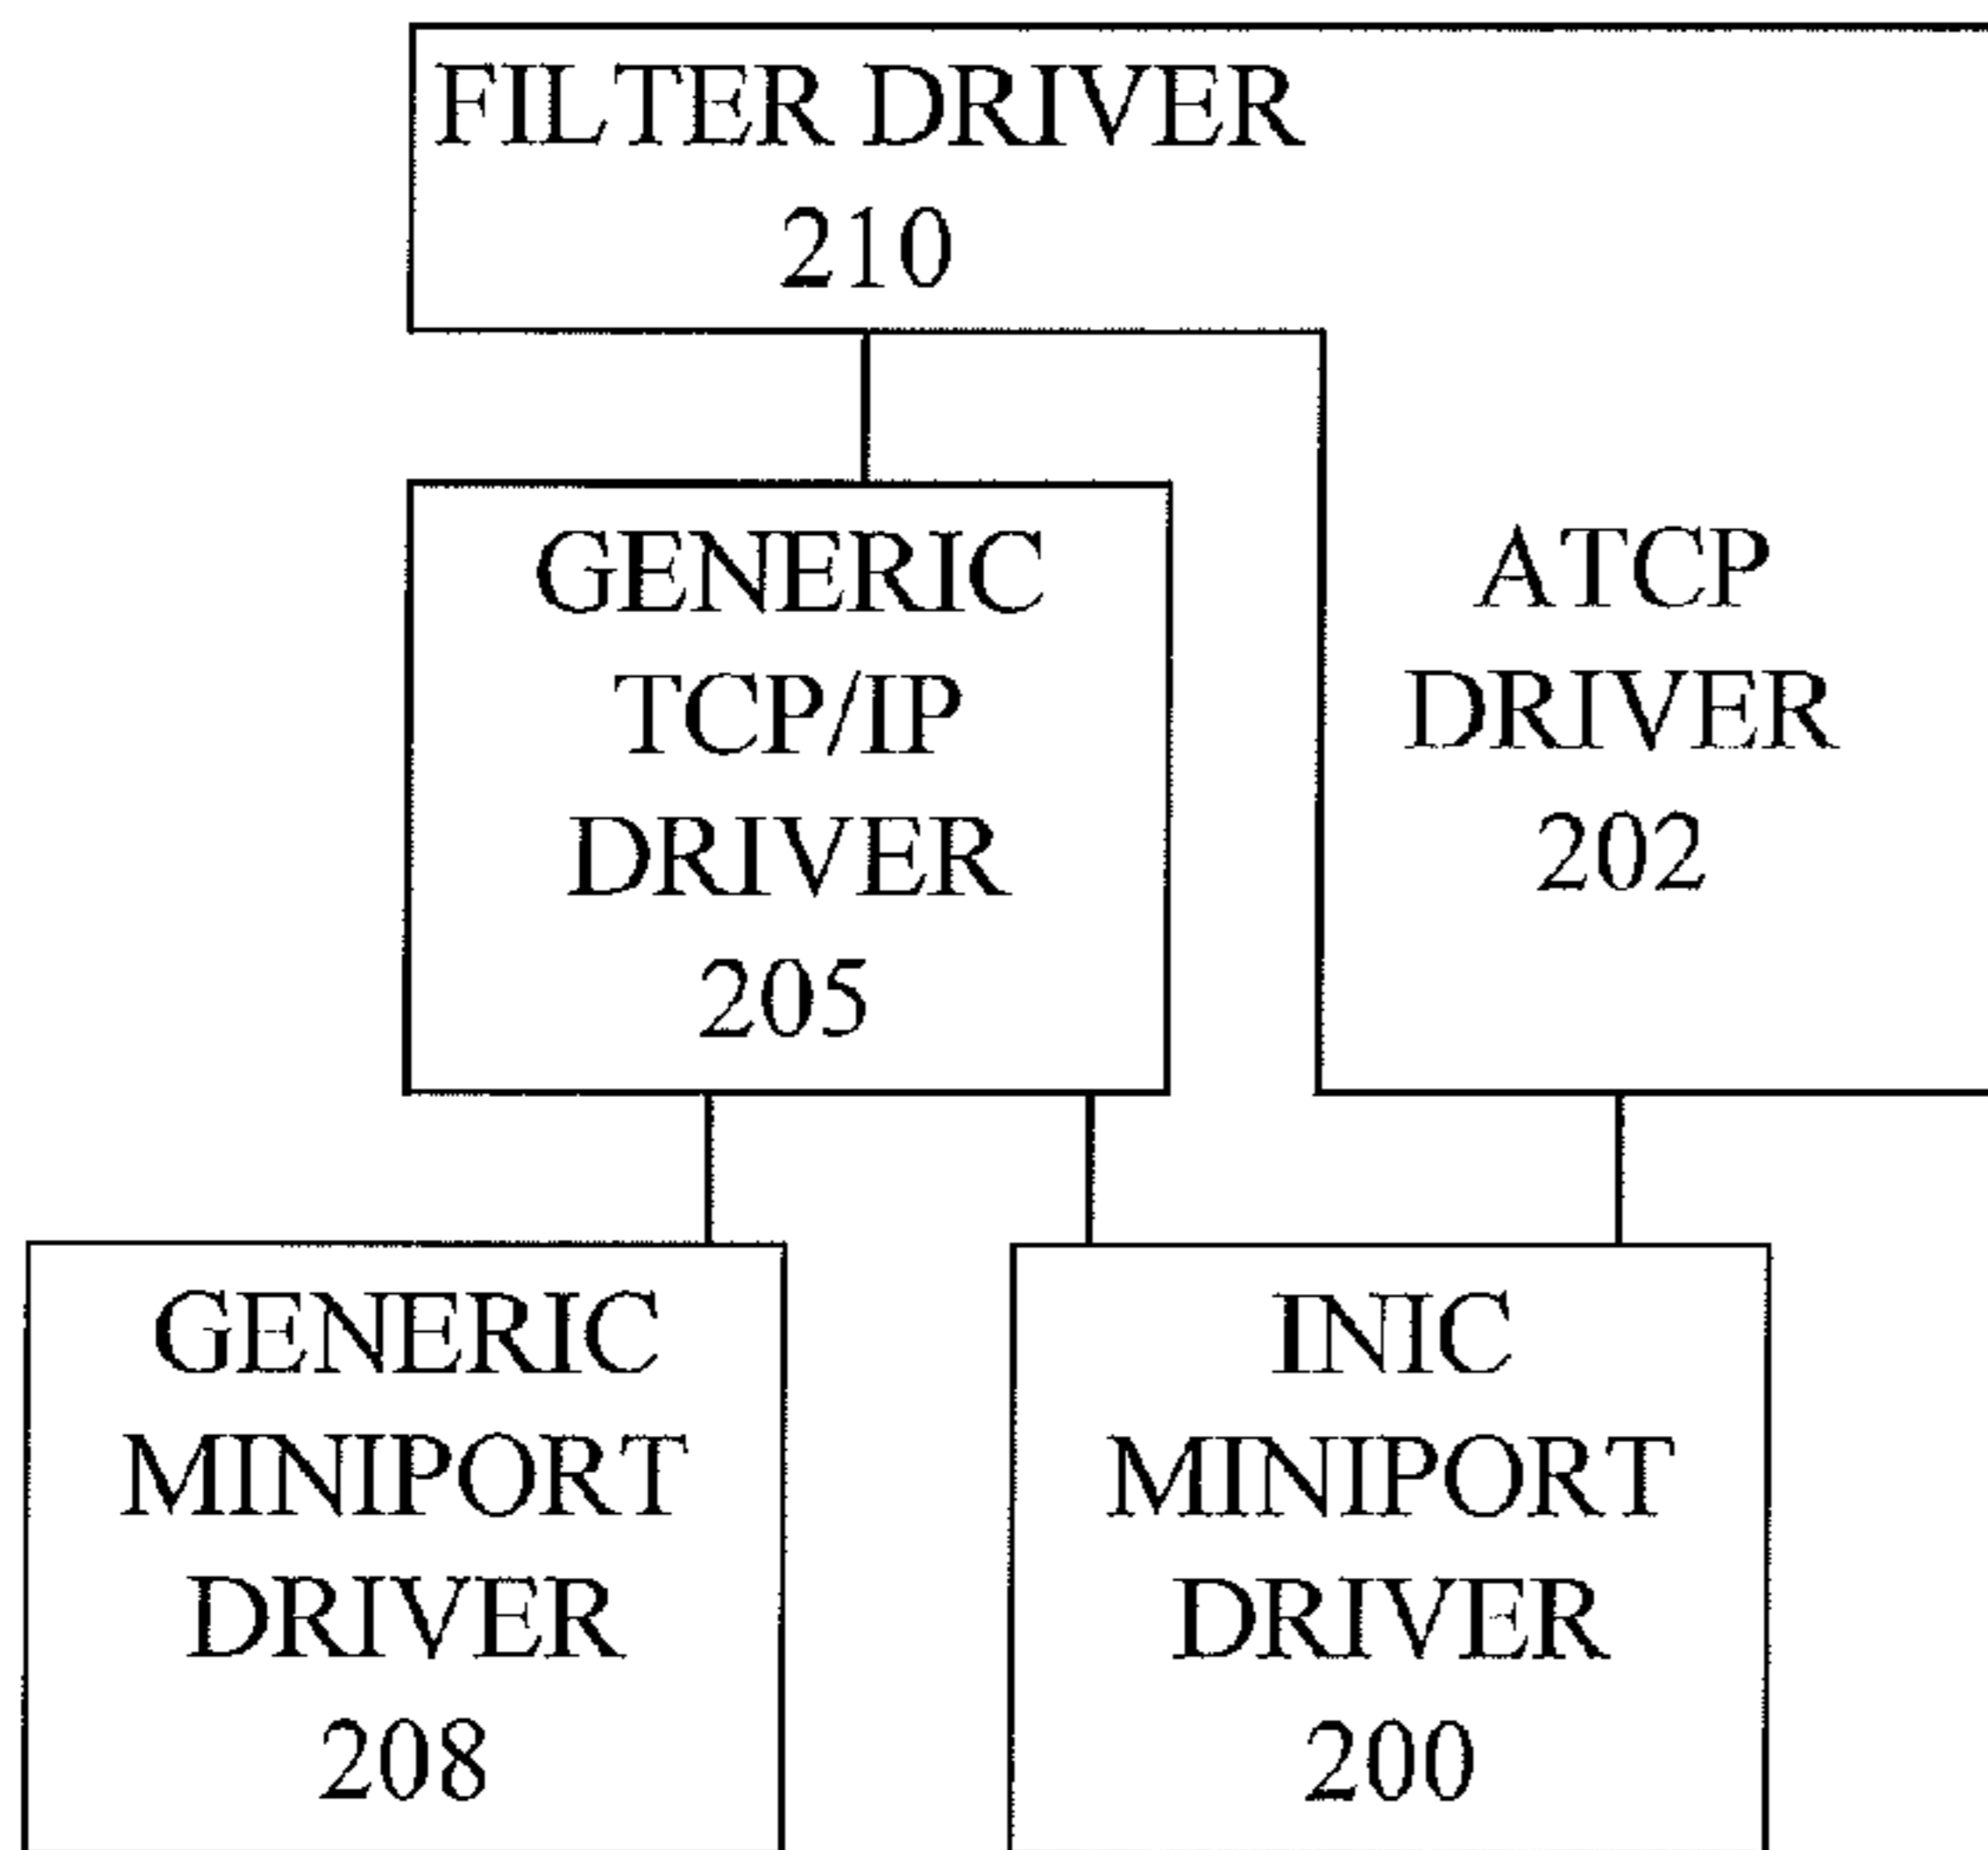 FILTER DRIVER
210
GENERIC
TCP/IP
DRIVER
205
ATCP
DRIVER
202
GENERIC
MINIPORT
DRIVER
208
INIC
MINIPORT
DRIVER
200